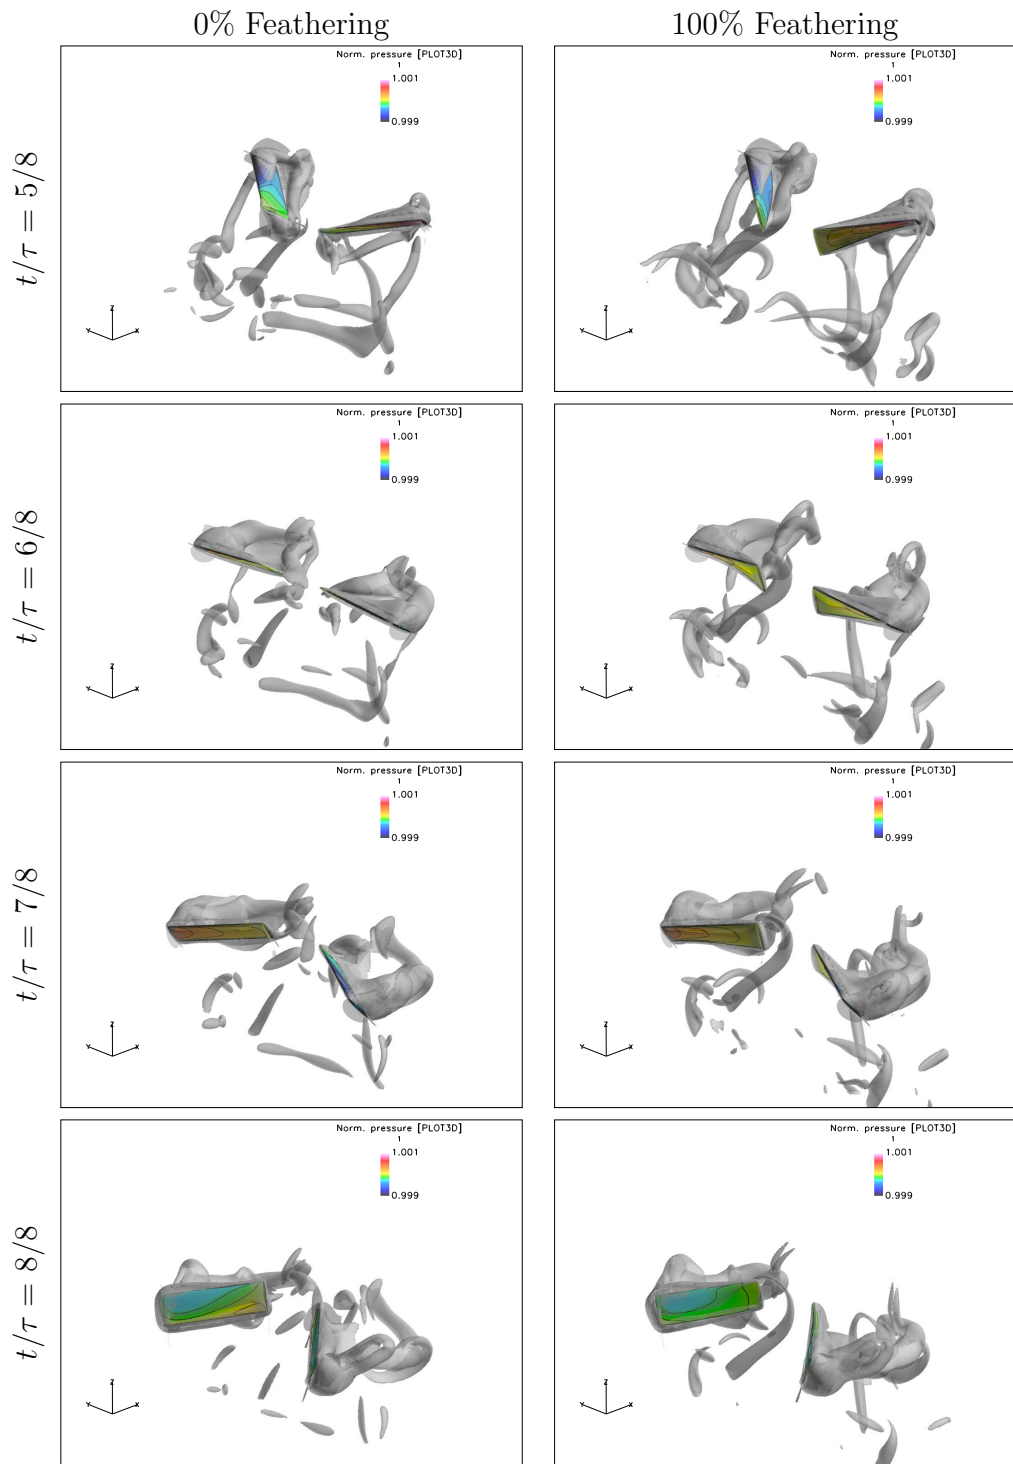 0% Feathering 100% Feathering
t/τ = 5/8
Norm. pressure [PLOT3D]
1
1.001
0.999
Z
Y X
Norm. pressure [PLOT3D]
1
1.001
0.999
Z
Y X
t/τ = 6/8
Norm. pressure [PLOT3D]
1
1.001
0.999
Z
Y X
Norm. pressure [PLOT3D]
1
1.001
0.999
Z
Y X
t/τ = 7/8
Norm. pressure [PLOT3D]
1
1.001
0.999
Z
Y X
Norm. pressure [PLOT3D]
1
1.001
0.999
Z
Y X
t/τ = 8/8
Norm. pressure [PLOT3D]
1
1.001
0.999
Z
Y X
Norm. pressure [PLOT3D]
1
1.001
0.999
Z
Y X